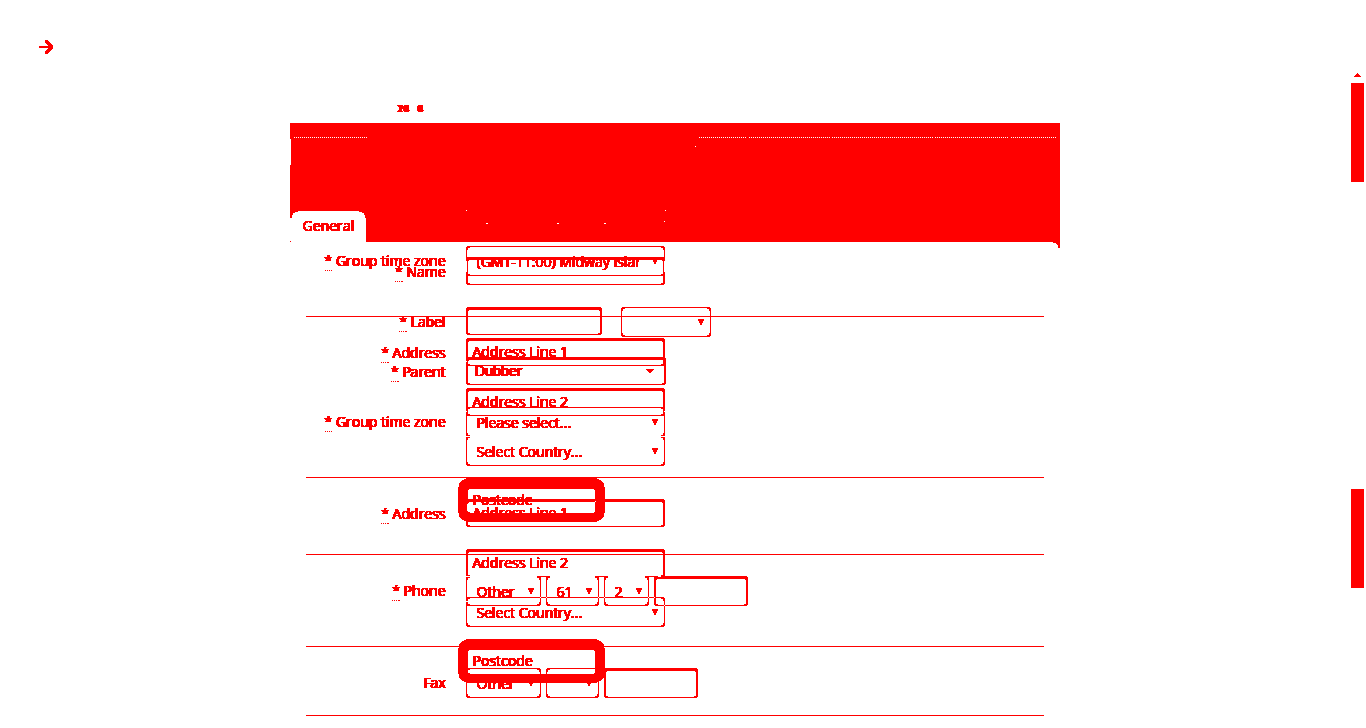 General
* Group time zone (GMT-11:00) Midway Islar
* Name
* Label
* Address Address Line 1
* Parent Dubber
Address Line 2
* Group time zone Please select...
Select Country...
Postcode
* Address Address Line 1
Address Line 2
* Phone Other 61 2
Select Country...
Postcode
Fax Other